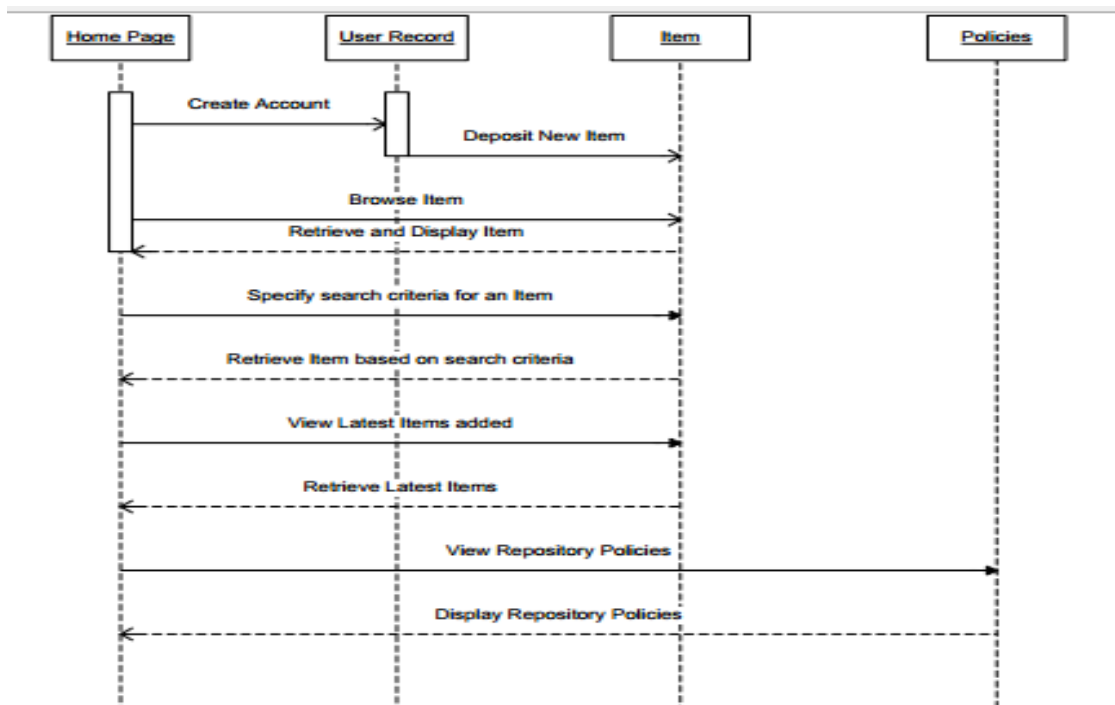 Home Page
User Record
Item
Policies
Create Account
Deposit New Item
Browse Item
Retrieve and Display Item
Specify search criteria for an Item
Retrieve Item based on search criteria
View Latest Items added
Retrieve Latest Items
View Repository Policies
Display Repository Policies